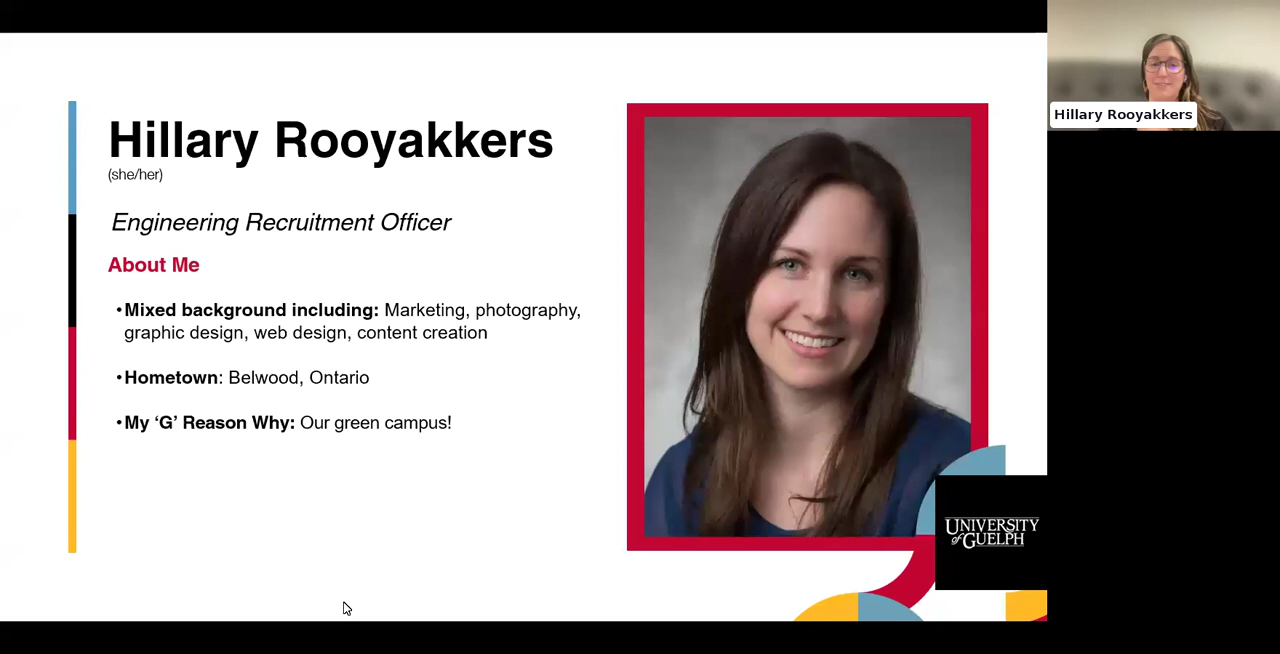 Hillary Rooyakkers
(she/her)
Engineering Recruitment Officer
About Me
•Mixed background including: Marketing, photography,
graphic design, web design, content creation
•Hometown: Belwood, Ontario
•My ‘G’ Reason Why: Our green campus!
UNIVERSITY
of GUELPH
Hillary Rooyakkers